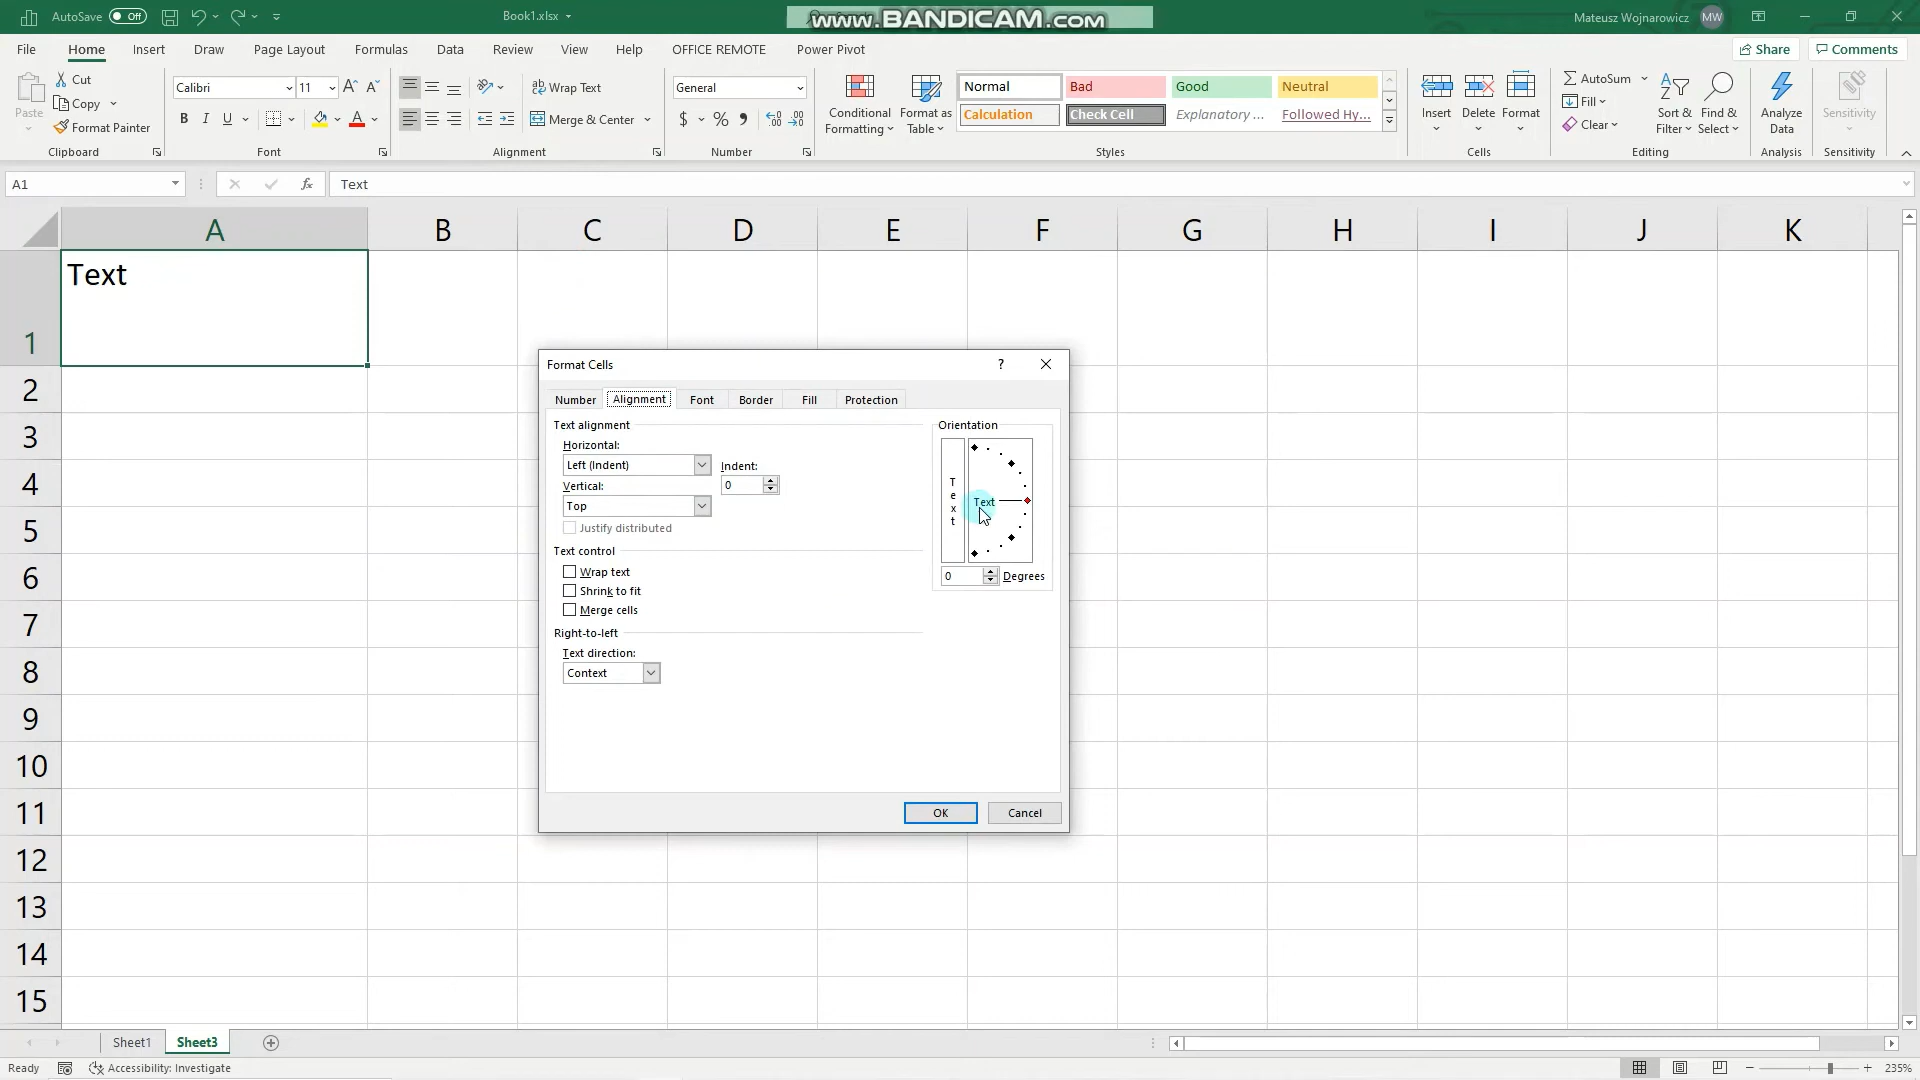 AutoSave Off
Book1.xlsx
www.BANDICAM.com
Mateusz Wojnarowicz MW
File Home Insert Draw Page Layout Formulas Data Review View Help OFFICE REMOTE Power Pivot
Share Comments
Paste
Cut
Copy
Format Painter
Clipboard
Calibri 11
B I U
Font
Wrap Text
Merge & Center
Alignment
General
$ % 9
Number
Conditional Formatting
Format as Table
Normal Bad Good Neutral
Calculation Check Cell Explanatory ... Followed Hy...
Styles
Insert Delete Format
Cells
AutoSum
Fill
Clear
Sort & Filter
Find & Select
Editing
Analyze Data
Analysis
Sensitivity
Sensitivity
A1
fx
Text
A B C D E F G H I J K
Text
1
2
3
4
5
6
7
8
9
10
11
12
13
14
15
Format Cells ?
Number Alignment Font Border Fill Protection
Text alignment
Horizontal:
Left (Indent)
Indent:
0
Vertical:
Top
Justify distributed
Text control
Wrap text
Shrink to fit
Merge cells
Right-to-left
Text direction:
Context
Orientation
Text
Text
0 Degrees
OK Cancel
Sheet1 Sheet3
Ready
Accessibility: Investigate
235%